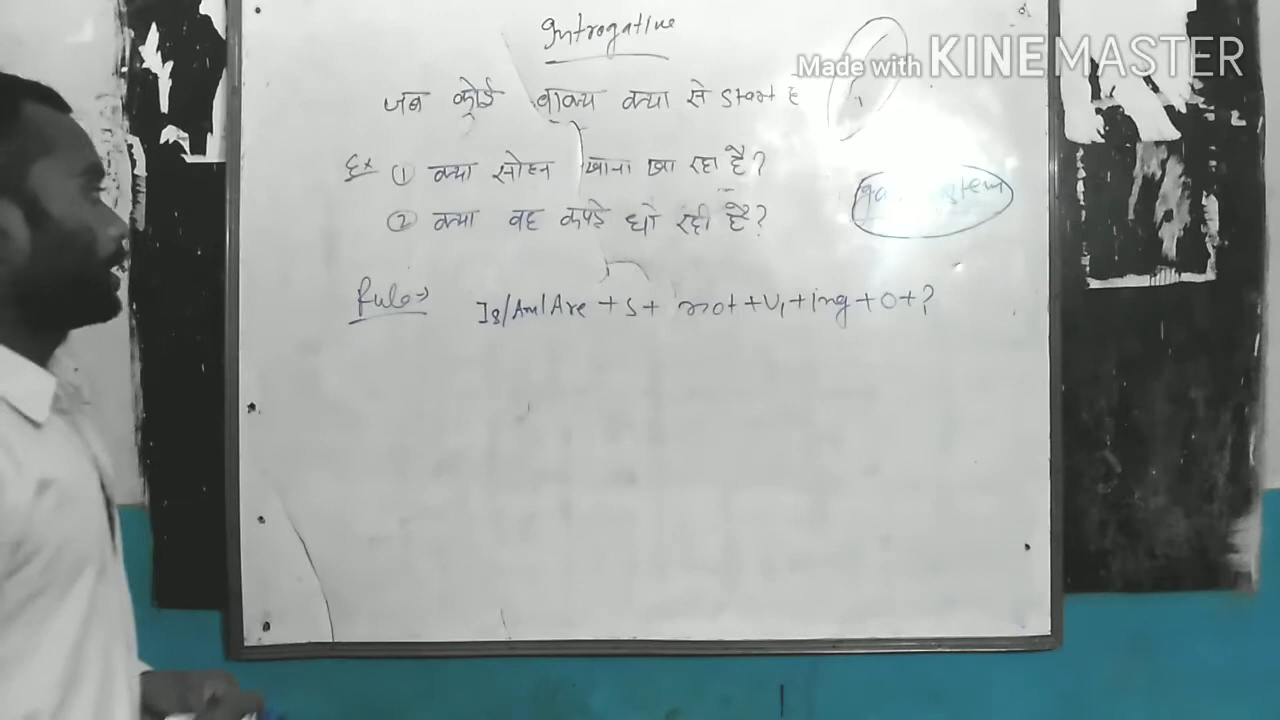 Introgative
Made with KINEMASTER
जब कोई वाक्य क्या से start है
Ex ① क्या सोहन खाना खा रहा है?
② क्या वह कपड़े धो रही है?
Rule⇒ Is/Am/Are + S + not + V₁ + ing + O + ?